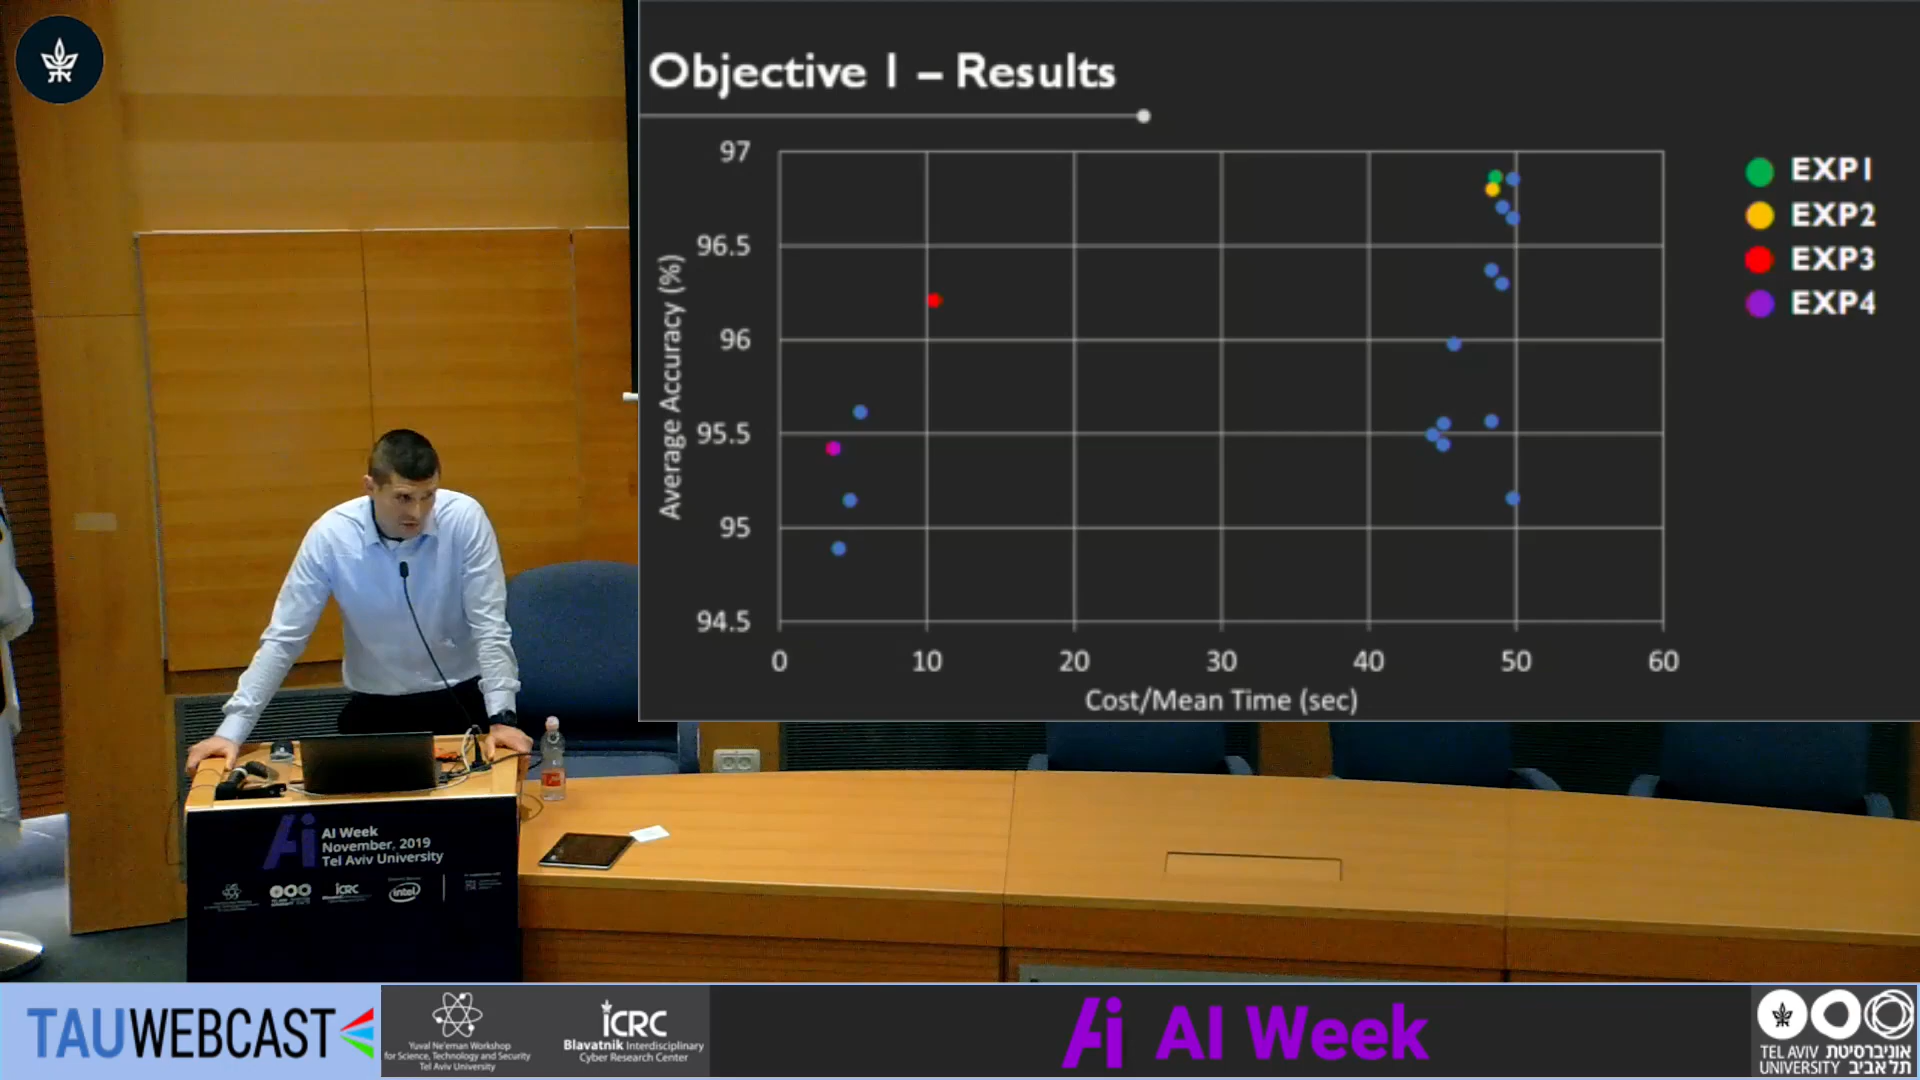 Objective 1 – Results
97
96.5
96
95.5
95
94.5
Average Accuracy (%)
0 10 20 30 40 50 60
Cost/Mean Time (sec)
EXP1
EXP2
EXP3
EXP4
Ai AI Week
November, 2019
Tel Aviv University
ICRC
intel
TAUWEBCAST
Yuval Ne'eman Workshop
for Science, Technology and Security
Tel Aviv University
ICRC
Blavatnik Interdisciplinary
Cyber Research Center
Ai AI Week
TEL AVIV אוניברסיטת
UNIVERSITY תל אביב